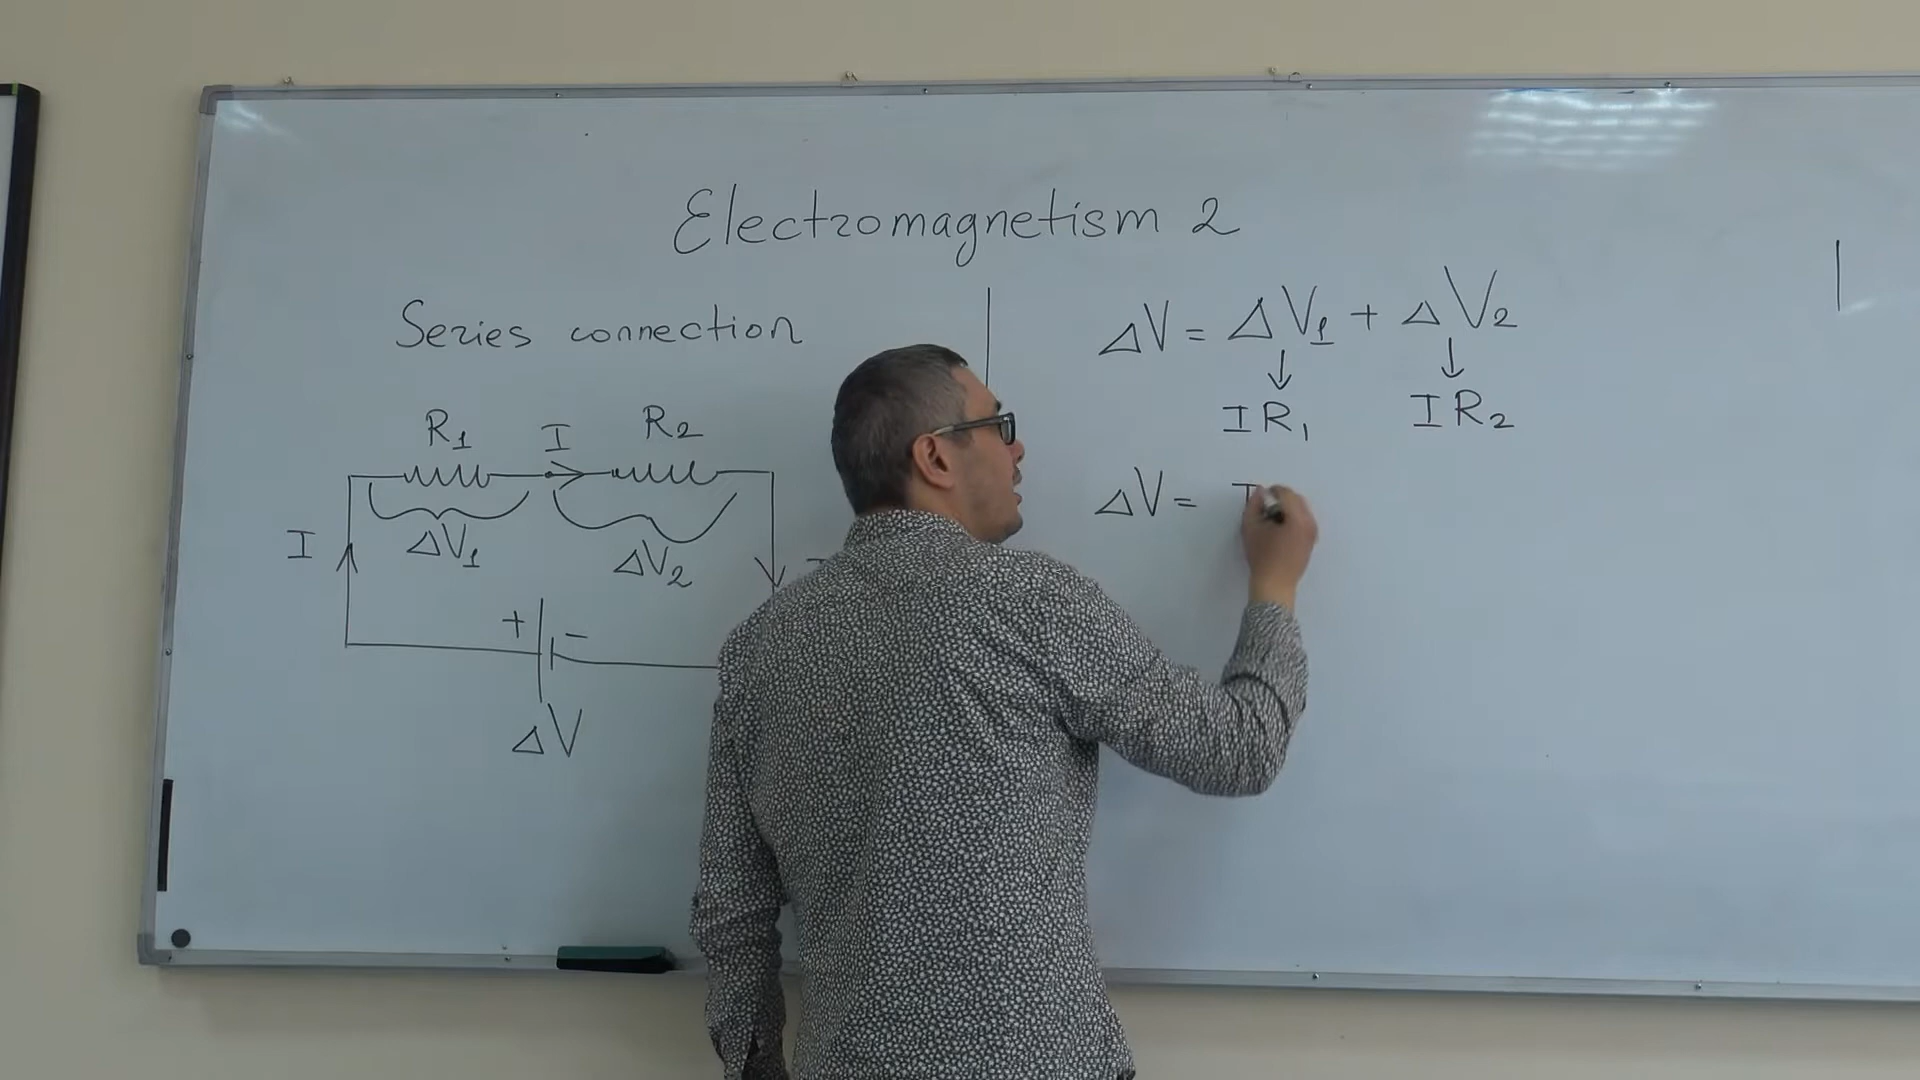 Electromagnetism 2
Series connection
R1 I R2
I
ΔV1
ΔV2
+ -
ΔV
ΔV = ΔV1 + ΔV2
↓ ↓
IR1 IR2
ΔV = I